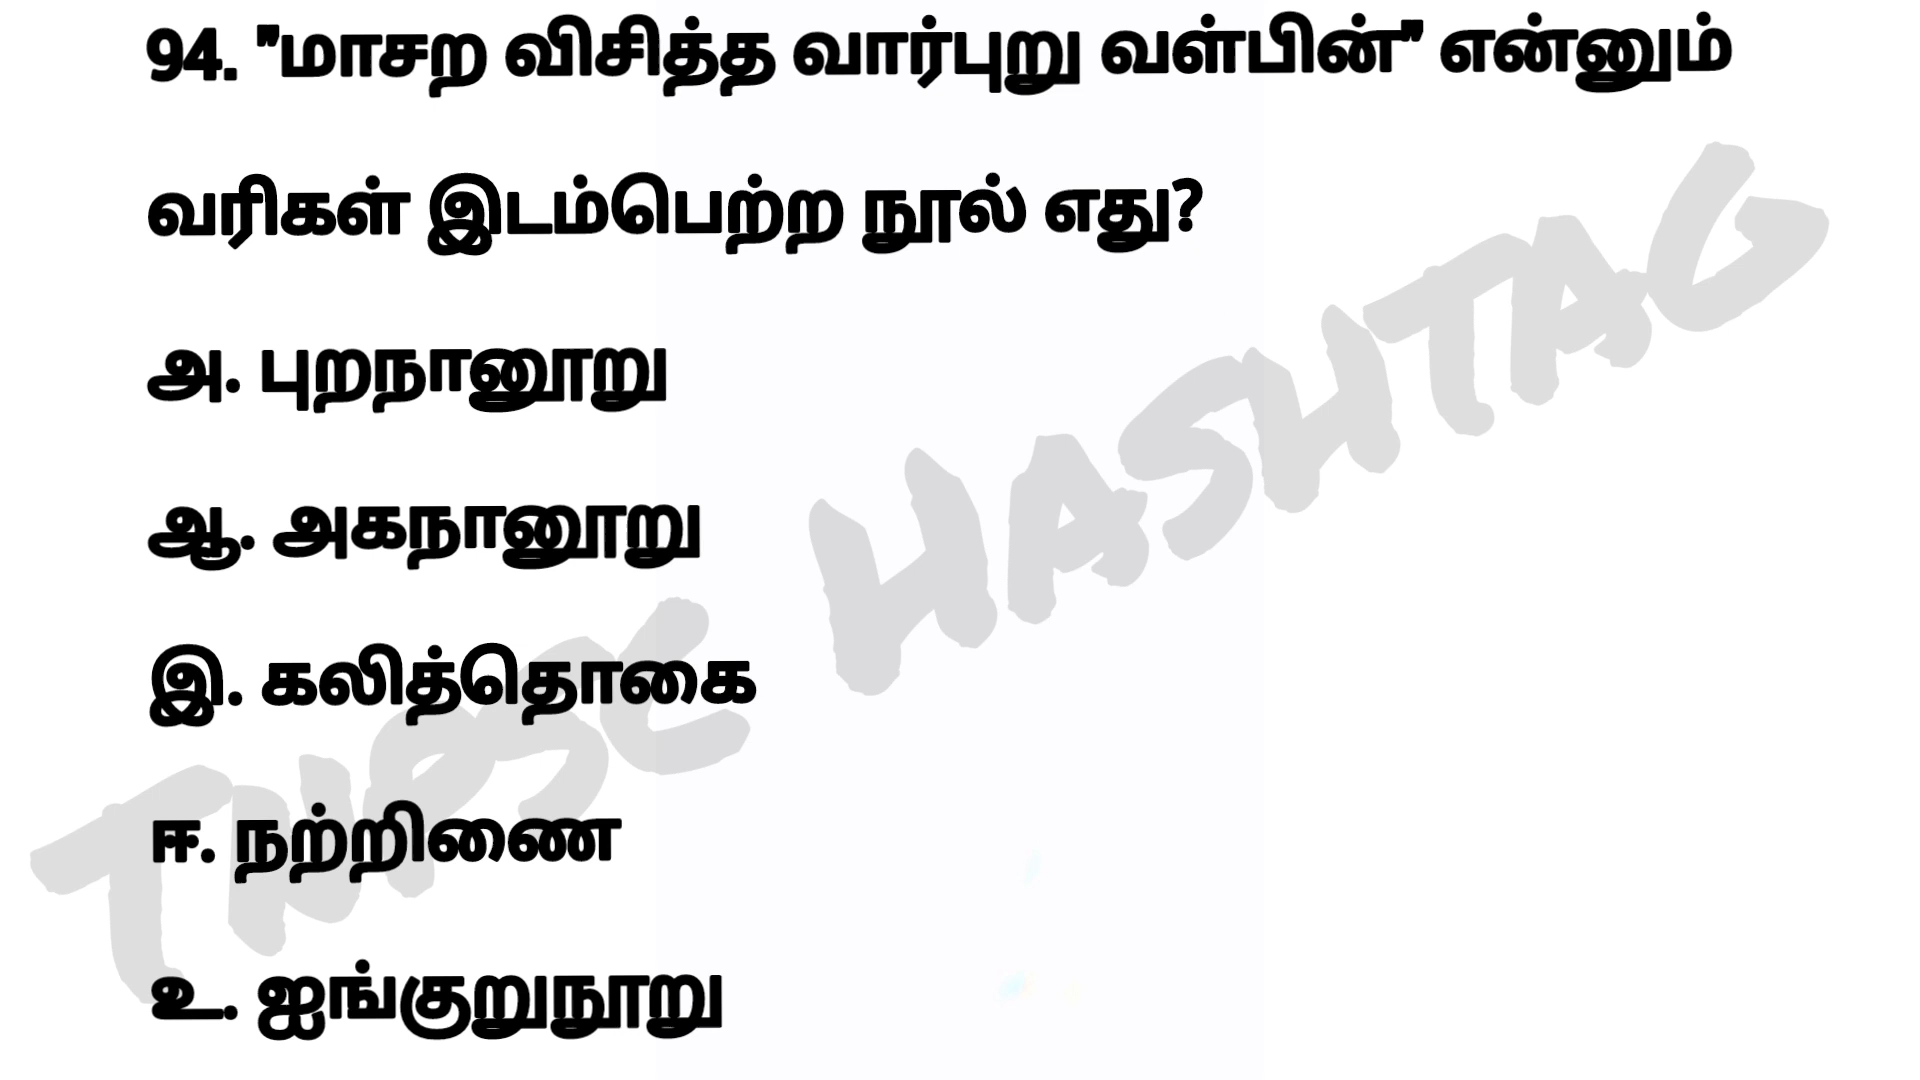 94. "மாசற விசித்த வார்புறு வள்பின்" என்னும்
வரிகள் இடம்பெற்ற நூல் எது?
அ. புறநானூறு
ஆ. அகநானூறு
இ. கலித்தொகை
ஈ. நற்றிணை
உ. ஐங்குறுநூறு
TNPSC HASHTAG